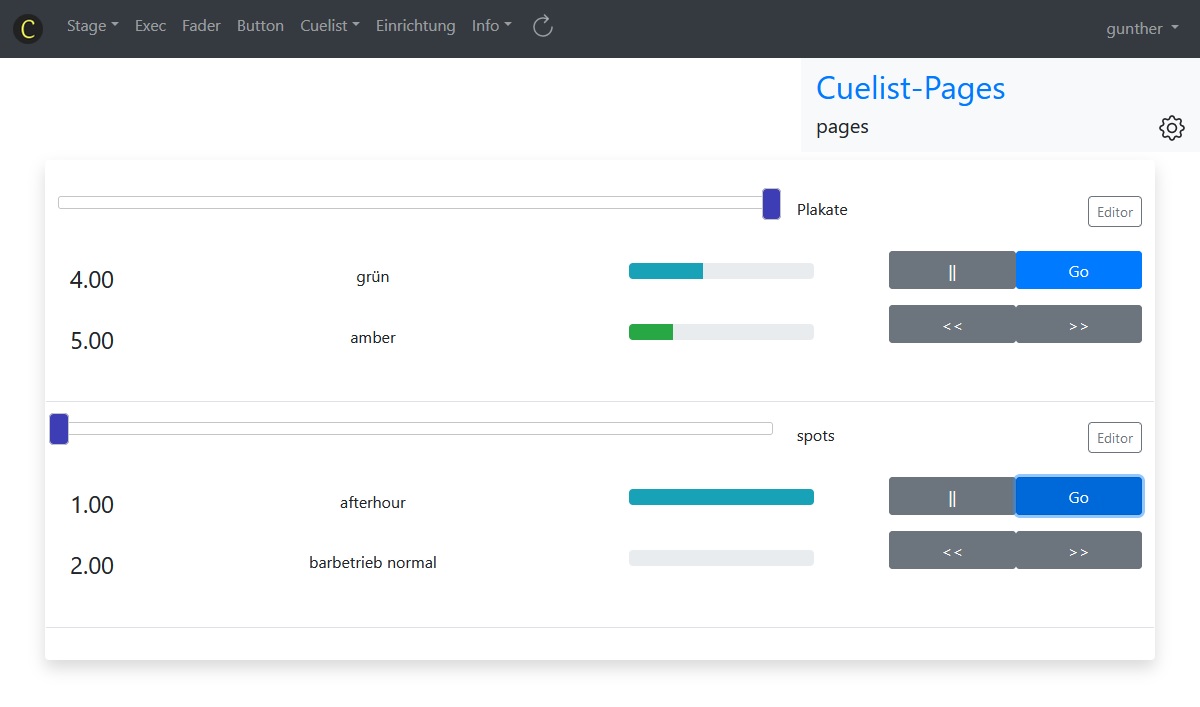 C Stage Exec Fader Button Cuelist Einrichtung Info gunther
Cuelist-Pages
pages
Plakate Editor
4.00 grün || Go
5.00 amber << >>
spots Editor
1.00 afterhour || Go
2.00 barbetrieb normal << >>